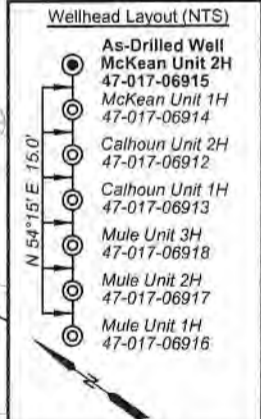 Wellhead Layout (NTS)
As-Drilled Well
McKean Unit 2H
47-017-06915
McKean Unit 1H
47-017-06914
Calhoun Unit 2H
47-017-06912
Calhoun Unit 1H
47-017-06913
Mule Unit 3H
47-017-06918
Mule Unit 2H
47-017-06917
Mule Unit 1H
47-017-06916
N 54°15' E 15.0'
N